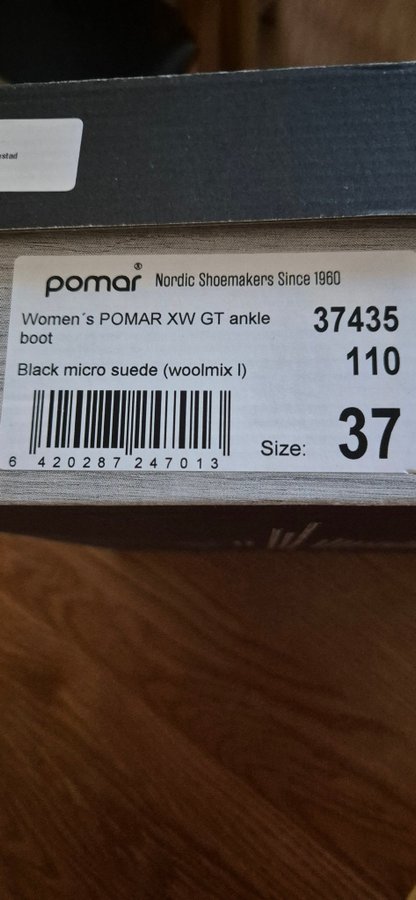 pomar® Nordic Shoemakers Since 1960
Women´s POMAR XW GT ankle
boot
37435
110
Black micro suede (woolmix l)
6 420287 247013
Size: 37